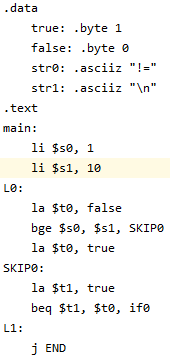 .data
true: .byte 1
false: .byte 0
str0: .asciiz "!="
str1: .asciiz "\n"
.text
main:
li $s0, 1
li $s1, 10
L0:
la $t0, false
bge $s0, $s1, SKIP0
la $t0, true
SKIP0:
la $t1, true
beq $t1, $t0, if0
L1:
j END